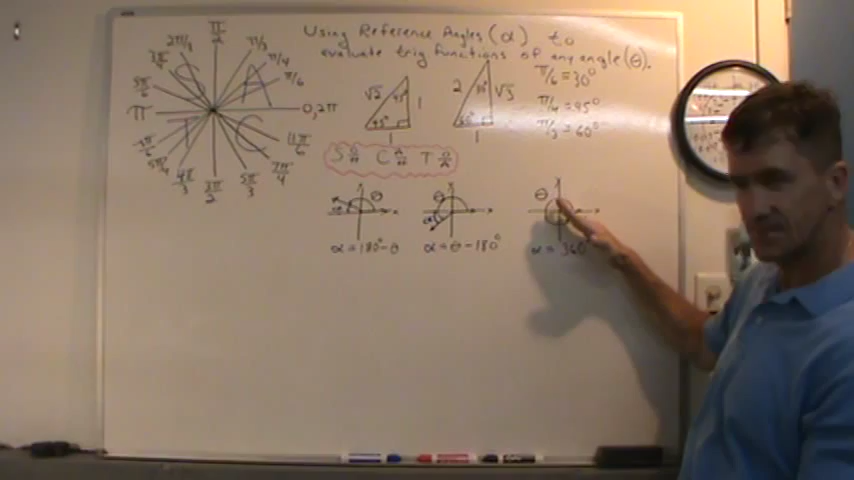 Using Reference Angles (α) to
evaluate trig functions of any angle (θ).
π/2
2π/3
π/3
3π/4
π/4
5π/6
π/6
π
0, 2π
7π/6
11π/6
5π/4
7π/4
4π/3
3π/2
5π/3
S
A
T
C
√2
45°
1
45°
1
2
30°
√3
60°
1
π/6 = 30°
π/4 = 45°
π/3 = 60°
S O/H C A/H T O/A
θ
α
x
α = 180° - θ
θ
α
x
α = θ - 180°
θ
α = 360°